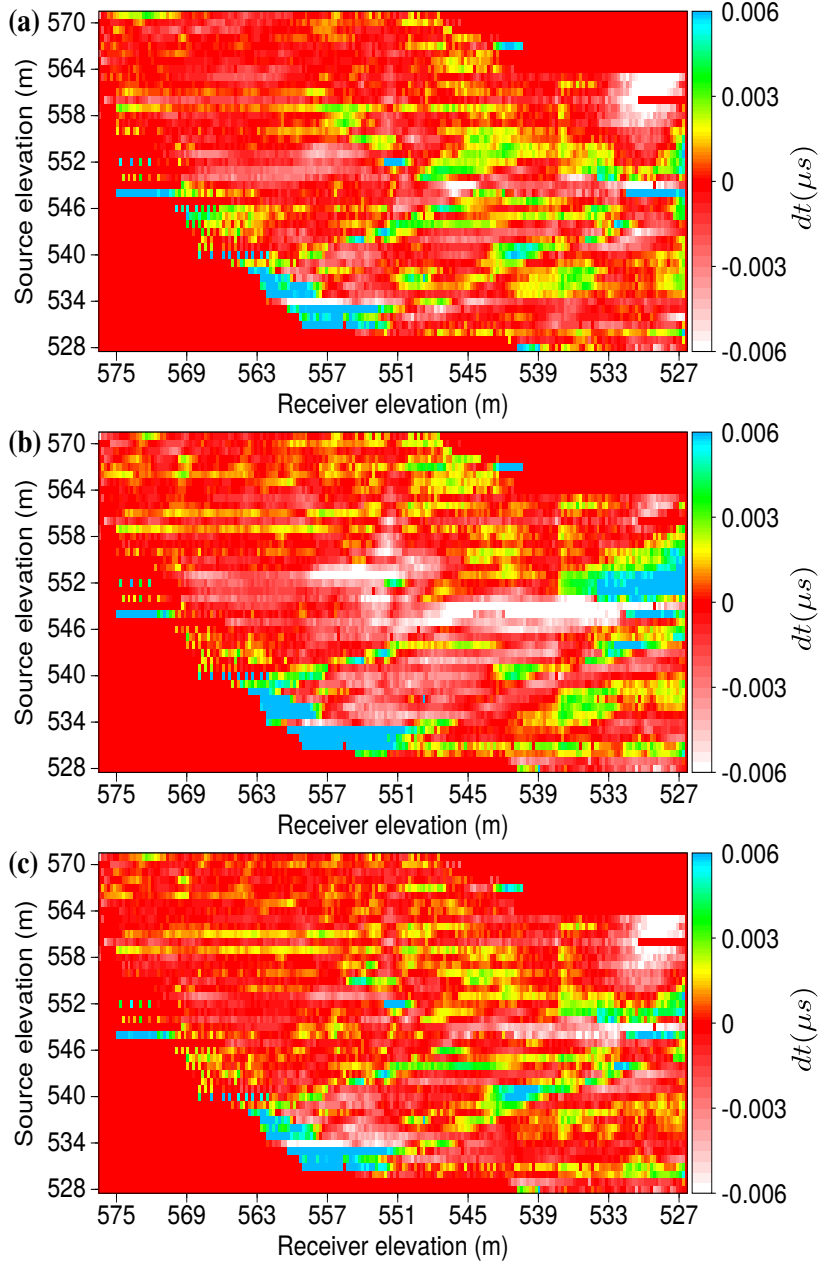 (a)
Source elevation (m)
570
564
558
552
546
540
534
528
575 569 563 557 551 545 539 533 527
Receiver elevation (m)
0.006
0.003
0
-0.003
-0.006
dt(μs)
(b)
Source elevation (m)
570
564
558
552
546
540
534
528
575 569 563 557 551 545 539 533 527
Receiver elevation (m)
0.006
0.003
0
-0.003
-0.006
dt(μs)
(c)
Source elevation (m)
570
564
558
552
546
540
534
528
575 569 563 557 551 545 539 533 527
Receiver elevation (m)
0.006
0.003
0
-0.003
-0.006
dt(μs)